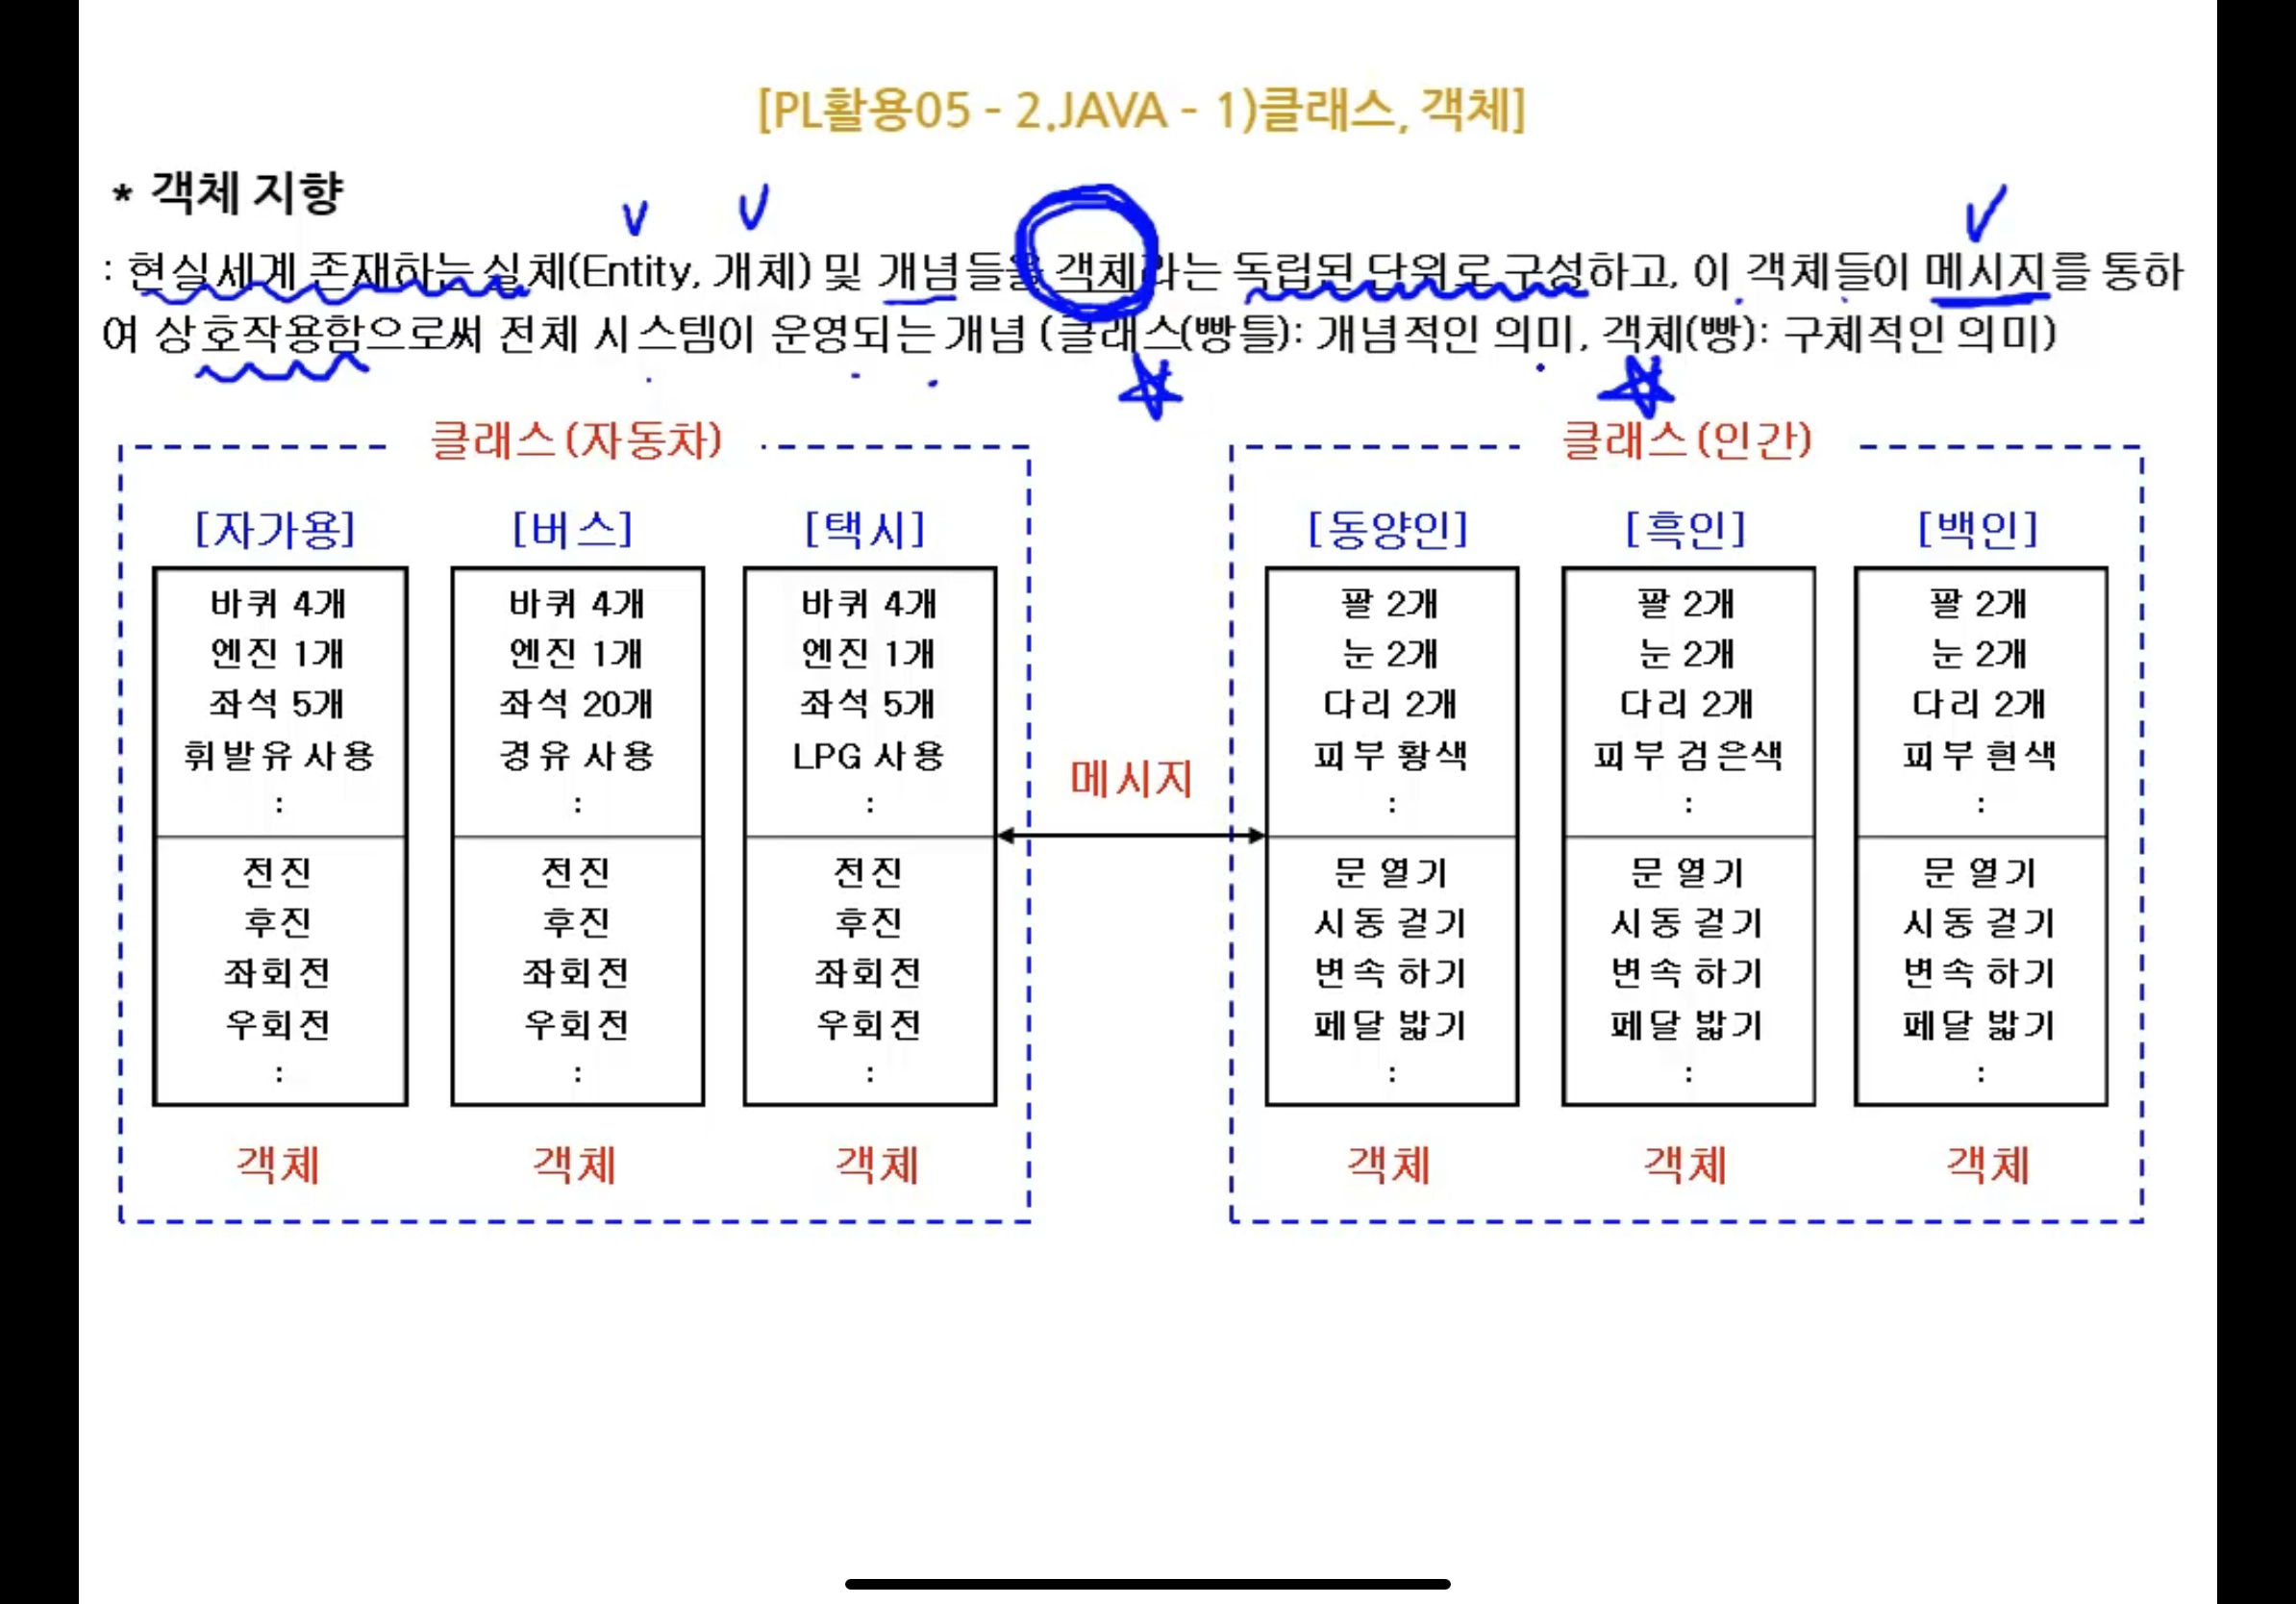 [PL활용05 - 2.JAVA - 1)클래스, 객체]
* 객체 지향
: 현실세계 존재하는 실체(Entity, 개체) 및 개념들을 객체라는 독립된 단위로 구성하고, 이 객체들이 메시지를 통하
여 상호작용함으로써 전체 시스템이 운영되는 개념 (클래스(빵틀): 개념적인 의미, 객체(빵): 구체적인 의미)
클래스(자동차)
[자가용] [버스] [택시]
바퀴 4개 바퀴 4개 바퀴 4개
엔진 1개 엔진 1개 엔진 1개
좌석 5개 좌석 20개 좌석 5개
휘발유 사용 경유 사용 LPG 사용
: : :
전진 전진 전진
후진 후진 후진
좌회전 좌회전 좌회전
우회전 우회전 우회전
: : :
객체 객체 객체
메시지
클래스(인간)
[동양인] [흑인] [백인]
팔 2개 팔 2개 팔 2개
눈 2개 눈 2개 눈 2개
다리 2개 다리 2개 다리 2개
피부 황색 피부 검은색 피부 흰색
: : :
문 열기 문 열기 문 열기
시동 걸기 시동 걸기 시동 걸기
변속 하기 변속 하기 변속 하기
페달 밟기 페달 밟기 페달 밟기
: : :
객체 객체 객체